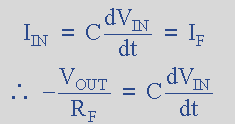 I_IN = C dV_IN/dt = I_F
∴ -V_OUT/R_F = C dV_IN/dt